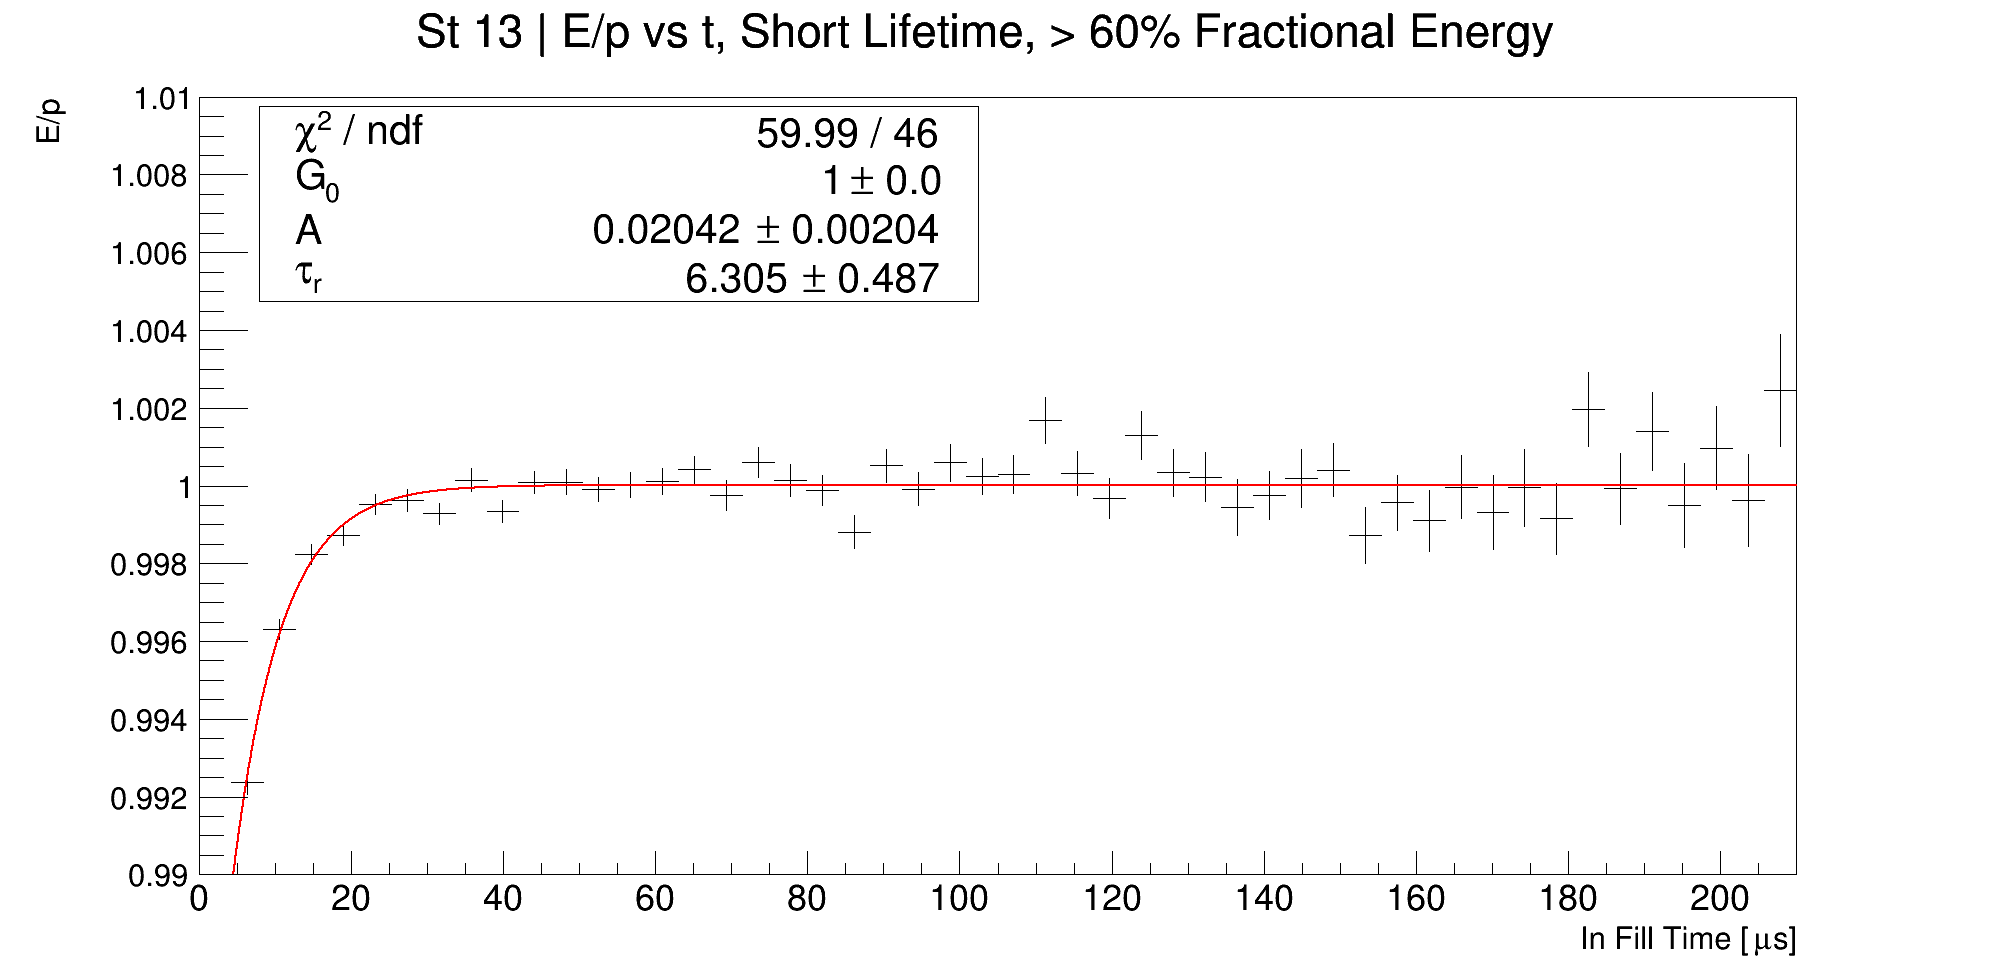 St 13 | E/p vs t, Short Lifetime, > 60% Fractional Energy
E/p
χ² / ndf 59.99 / 46
G₀ 1 ± 0.0
A 0.02042 ± 0.00204
τᵣ 6.305 ± 0.487
1.01
1.008
1.006
1.004
1.002
1
0.998
0.996
0.994
0.992
0.99
0 20 40 60 80 100 120 140 160 180 200
In Fill Time [μs]